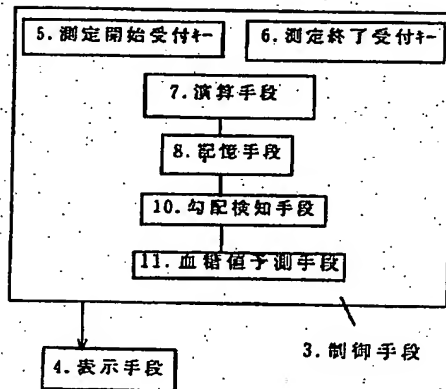 5.測定開始受付キー
6.測定終了受付キー
7.演算手段
8.記憶手段
10.勾配検知手段
11.血糖値予測手段
3.制御手段
4.表示手段